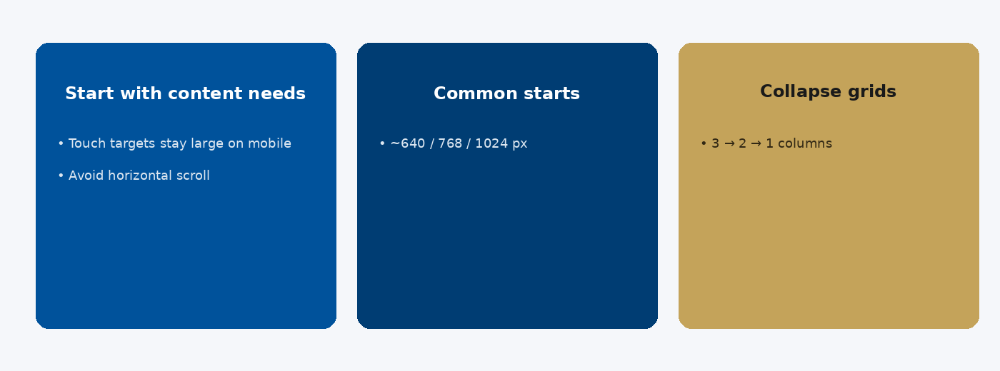 Start with content needs
• Touch targets stay large on mobile
• Avoid horizontal scroll
Common starts
• ~640 / 768 / 1024 px
Collapse grids
• 3 → 2 → 1 columns